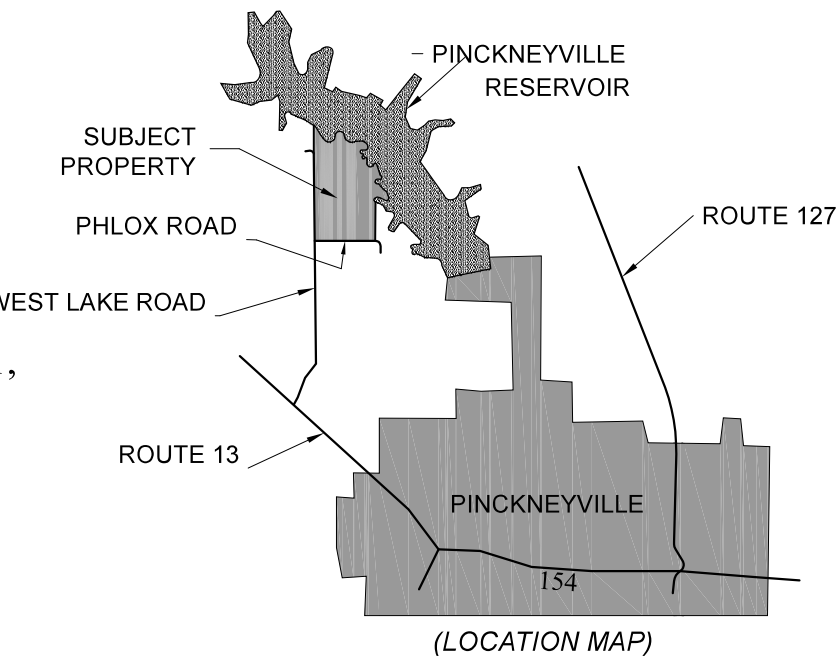 – PINCKNEYVILLE
RESERVOIR
SUBJECT
PROPERTY
PHLOX ROAD
ROUTE 127
WEST LAKE ROAD
,
ROUTE 13
PINCKNEYVILLE
154
(LOCATION MAP)